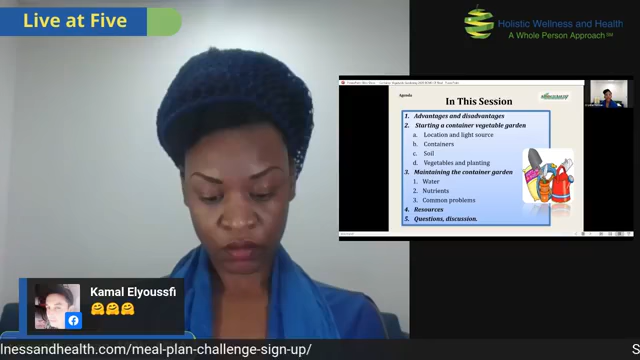 Live at Five
Holistic Wellness and Health
A Whole Person Approach℠
Agenda
In This Session
1. Advantages and disadvantages
2. Starting a container vegetable garden
a. Location and light source
b. Containers
c. Soil
d. Vegetables and planting
3. Maintaining the container garden
1. Water
2. Nutrients
3. Common problems
4. Resources
5. Questions, discussion.
Kamal Elyoussfi
lnessandhealth.com/meal-plan-challenge-sign-up/
S